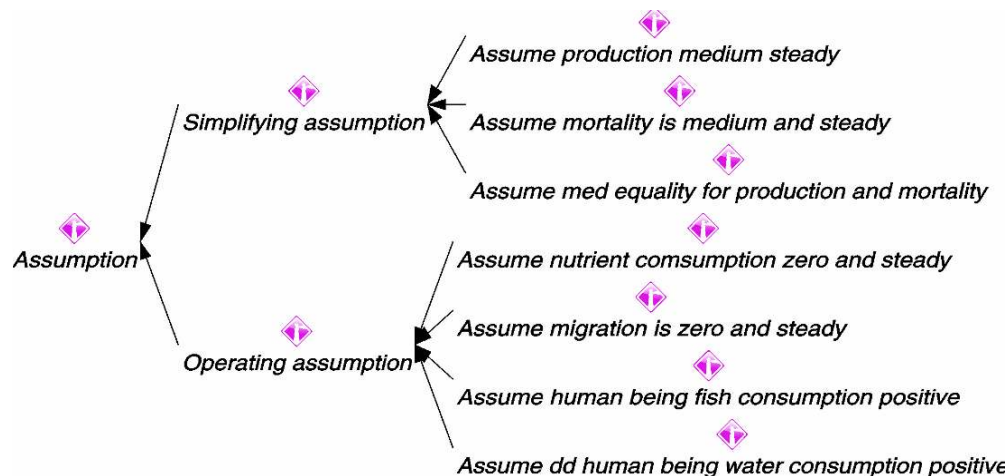 Assume production medium steady
Simplifying assumption
Assume mortality is medium and steady
Assume med equality for production and mortality
Assumption
Assume nutrient comsumption zero and steady
Assume migration is zero and steady
Operating assumption
Assume human being fish consumption positive
Assume dd human being water consumption positive